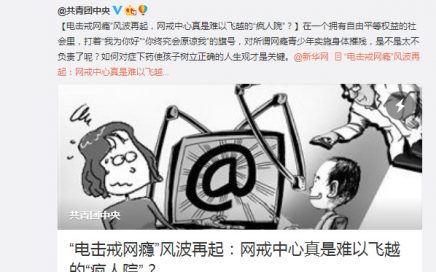 @共青团中央
【电击戒网瘾"风波再起，网戒中心真是难以飞越的"疯人院"？】在一个拥有自由平等权益的社
会里，打着"我为你好""你终究会原谅我"的旗号，对所谓网瘾青少年实施身体摧残，是不是太不
负责了呢？如何对症下药使孩子树立正确的人生观才是关键。@新华网 "电击戒网瘾"风波再
起：网戒中心真是难以飞越...
@
共青团中央
"电击戒网瘾"风波再起：网戒中心真是难以飞越
的"疯人院"？